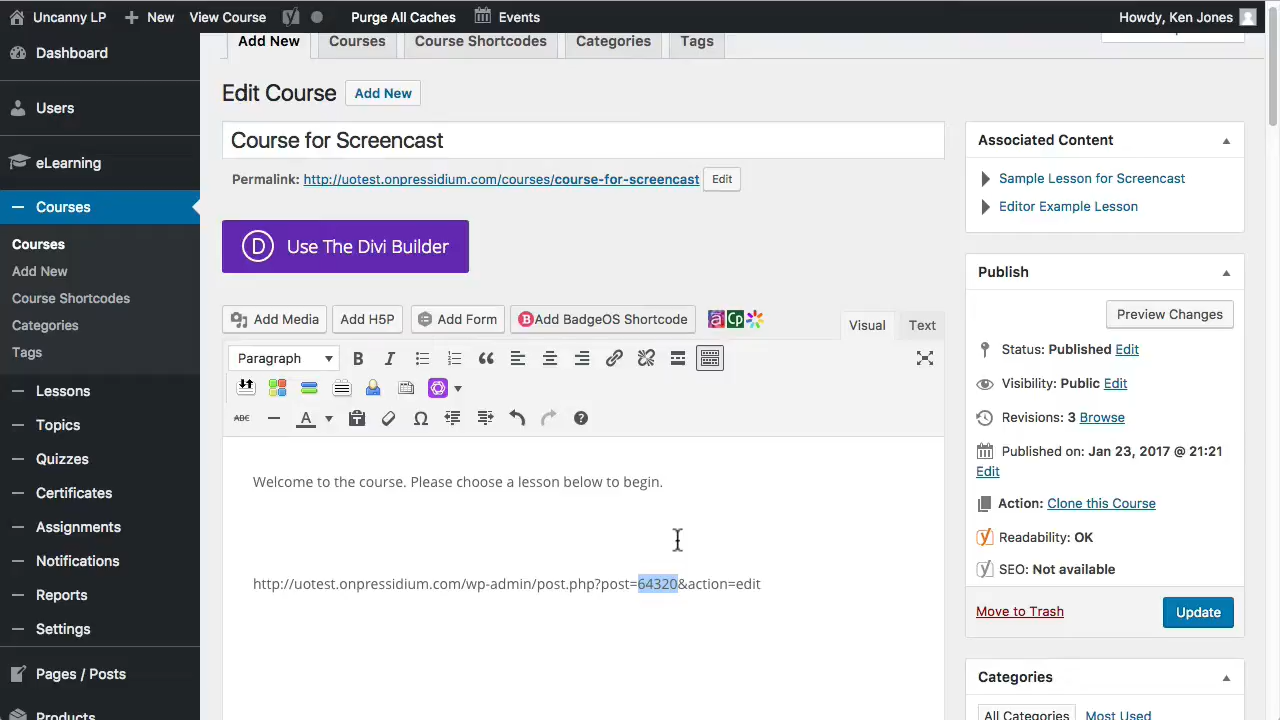 Uncanny LP
New
View Course
Purge All Caches
Events
Howdy, Ken Jones
Dashboard
Users
eLearning
Courses
Courses
Add New
Course Shortcodes
Categories
Tags
Lessons
Topics
Quizzes
Certificates
Assignments
Notifications
Reports
Settings
Pages / Posts
Products
Add New
Courses
Course Shortcodes
Categories
Tags
Edit Course
Add New
Course for Screencast
Permalink: http://uotest.onpressidium.com/courses/course-for-screencast
Edit
D
Use The Divi Builder
Add Media
Add H5P
Add Form
B
Add BadgeOS Shortcode
a
Cp
Visual
Text
Paragraph
B
I
ABC
A
Ω
Welcome to the course. Please choose a lesson below to begin.
http://uotest.onpressidium.com/wp-admin/post.php?post=64320&action=edit
Associated Content
Sample Lesson for Screencast
Editor Example Lesson
Publish
Preview Changes
Status: Published Edit
Visibility: Public Edit
Revisions: 3 Browse
Published on: Jan 23, 2017 @ 21:21
Edit
Action: Clone this Course
Readability: OK
SEO: Not available
Move to Trash
Update
Categories
All Categories
Most Used